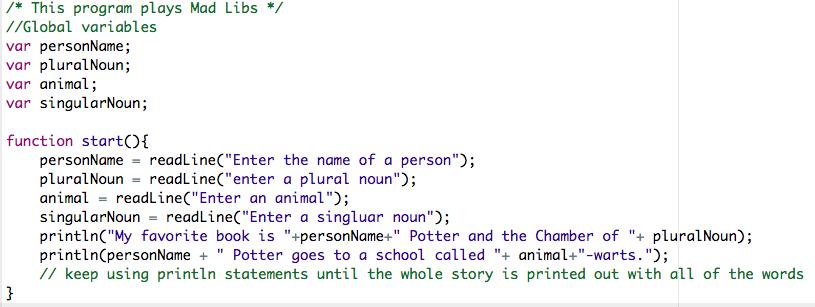 /* This program plays Mad Libs */
//Global variables
var personName;
var pluralNoun;
var animal;
var singularNoun;
function start(){
personName = readLine("Enter the name of a person");
pluralNoun = readLine("enter a plural noun");
animal = readLine("Enter an animal");
singularNoun = readLine("Enter a singluar noun");
println("My favorite book is "+personName+" Potter and the Chamber of "+ pluralNoun);
println(personName + " Potter goes to a school called "+ animal+"-warts.");
// keep using println statements until the whole story is printed out with all of the words
}